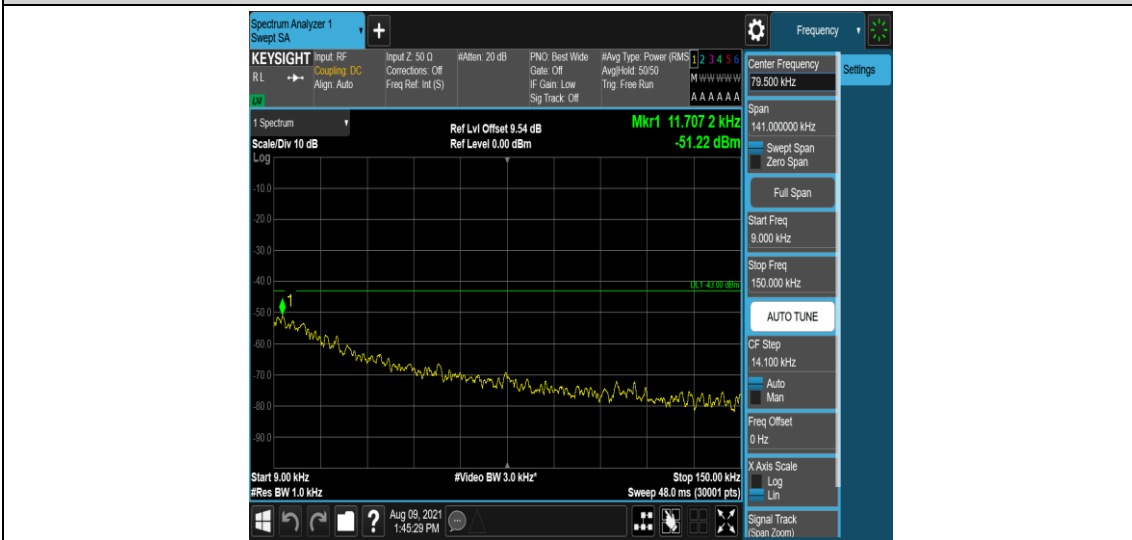 Spectrum Analyzer 1
Swept SA
+
Frequency
KEYSIGHT
RL
LXI
Input: RF
Coupling: DC
Align: Auto
Input Z: 50 Ω
Corrections: Off
Freq Ref: Int (S)
#Atten: 20 dB
PNO: Best Wide
Gate: Off
IF Gain: Low
Sig Track: Off
#Avg Type: Power (RMS
Avg|Hold: 50/50
Trig: Free Run
1 2 3 4 5 6
M W W W W W
A A A A A A
1 Spectrum
Scale/Div 10 dB
Log
Ref Lvl Offset 9.54 dB
Ref Level 0.00 dBm
Mkr1 11.707 2 kHz
-51.22 dBm
-10.0
-20.0
-30.0
-40.0
-50.0
-60.0
-70.0
-80.0
-90.0
DL1 -43.00 dBm
1
Start 9.00 kHz
#Res BW 1.0 kHz
#Video BW 3.0 kHz*
Stop 150.00 kHz
Sweep 48.0 ms (30001 pts)
?
Aug 09, 2021
1:45:29 PM
Center Frequency
79.500 kHz
Settings
Span
141.000000 kHz
Swept Span
Zero Span
Full Span
Start Freq
9.000 kHz
Stop Freq
150.000 kHz
AUTO TUNE
CF Step
14.100 kHz
Auto
Man
Freq Offset
0 Hz
X Axis Scale
Log
Lin
Signal Track
(Span Zoom)